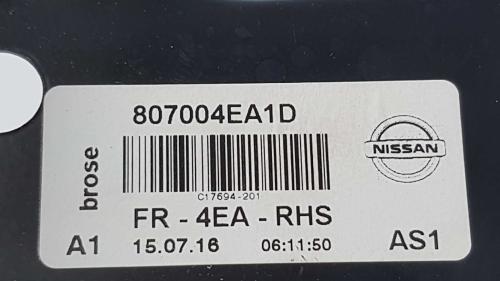 807004EA1D
brose
NISSAN
C17694-201
FR - 4EA - RHS
A1 15.07.16 06:11:50 AS1